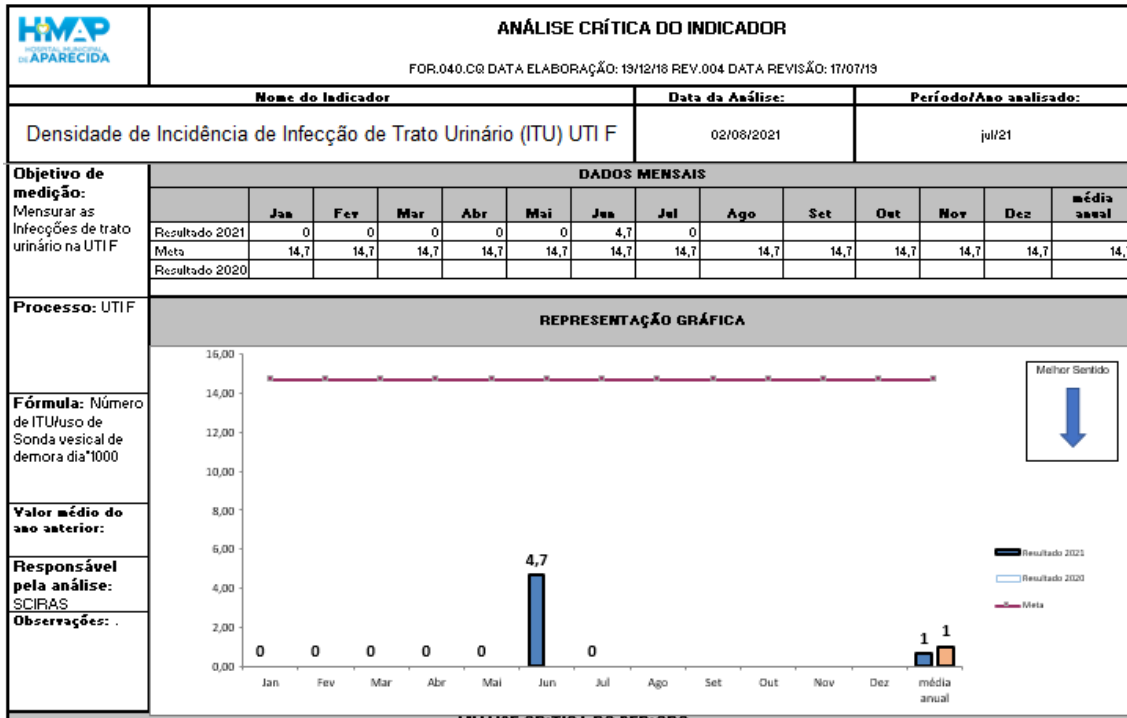 HMAP
HOSPITAL MUNICIPAL
DE APARECIDA
ANÁLISE CRÍTICA DO INDICADOR
FOR.040.CQ DATA ELABORAÇÃO: 19/12/18 REV.004 DATA REVISÃO: 17/07/19
Nome do Indicador Data da Análise: Período/Ano analisado:
Densidade de Incidência de Infecção de Trato Urinário (ITU) UTI F 02/08/2021 jul/21
Objetivo de
medição:
Mensurar as
Infecções de trato
urinário na UTI F
DADOS MENSAIS
Jan Fev Mar Abr Mai Jun Jul Ago Set Out Nov Dez média anual
Resultado 2021 0 0 0 0 0 4,7 0
Meta 14,7 14,7 14,7 14,7 14,7 14,7 14,7 14,7 14,7 14,7 14,7 14,7 14,
Resultado 2020
Processo: UTI F
Fórmula: Número
de ITU/uso de
Sonda vesical de
demora dia*1000
Valor médio do
ano anterior:
Responsável
pela análise:
SCIRAS
Observações: .
REPRESENTAÇÃO GRÁFICA
16,00
14,00
12,00
10,00
8,00
6,00
4,00
2,00
0,00
0 0 0 0 0 4,7 0 1 1
Jan Fev Mar Abr Mai Jun Jul Ago Set Out Nov Dez média
anual
Melhor Sentido
Resultado 2021
Resultado 2020
Meta